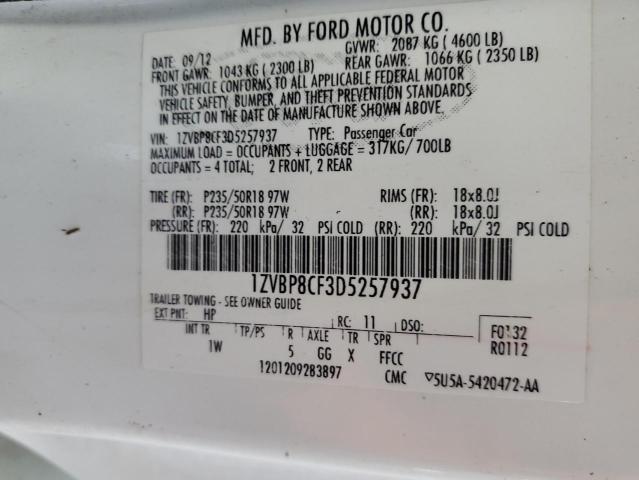 MFD. BY FORD MOTOR CO.
DATE: 09/12 GVWR: 2087 KG (4600 LB)
FRONT GAWR: 1043 KG (2300 LB) REAR GAWR: 1066 KG (2350 LB)
THIS VEHICLE CONFORMS TO ALL APPLICABLE FEDERAL MOTOR
VEHICLE SAFETY, BUMPER, AND THEFT PREVENTION STANDARDS
IN EFFECT ON THE DATE OF MANUFACTURE SHOWN ABOVE.
VIN: 1ZVBP8CF3D5257937 TYPE: Passenger Car
MAXIMUM LOAD = OCCUPANTS + LUGGAGE = 317KG/ 700LB
OCCUPANTS = 4 TOTAL; 2 FRONT, 2 REAR
TIRE (FR): P235/50R18 97W RIMS (FR): 18x8.0J
(RR): P235/50R18 97W (RR): 18x8.0J
PRESSURE (FR): 220 kPa/ 32 PSI COLD (RR): 220 kPa/ 32 PSI COLD
1ZVBP8CF3D5257937
TRAILER TOWING - SEE OWNER GUIDE
EXT PNT: HP RC: 11 DSO: F0132
INT TR TP/PS R AXLE TR SPR R0112
1W 5 GG X FFCC
1201209283897 CMC ▽5U5A-5420472-AA